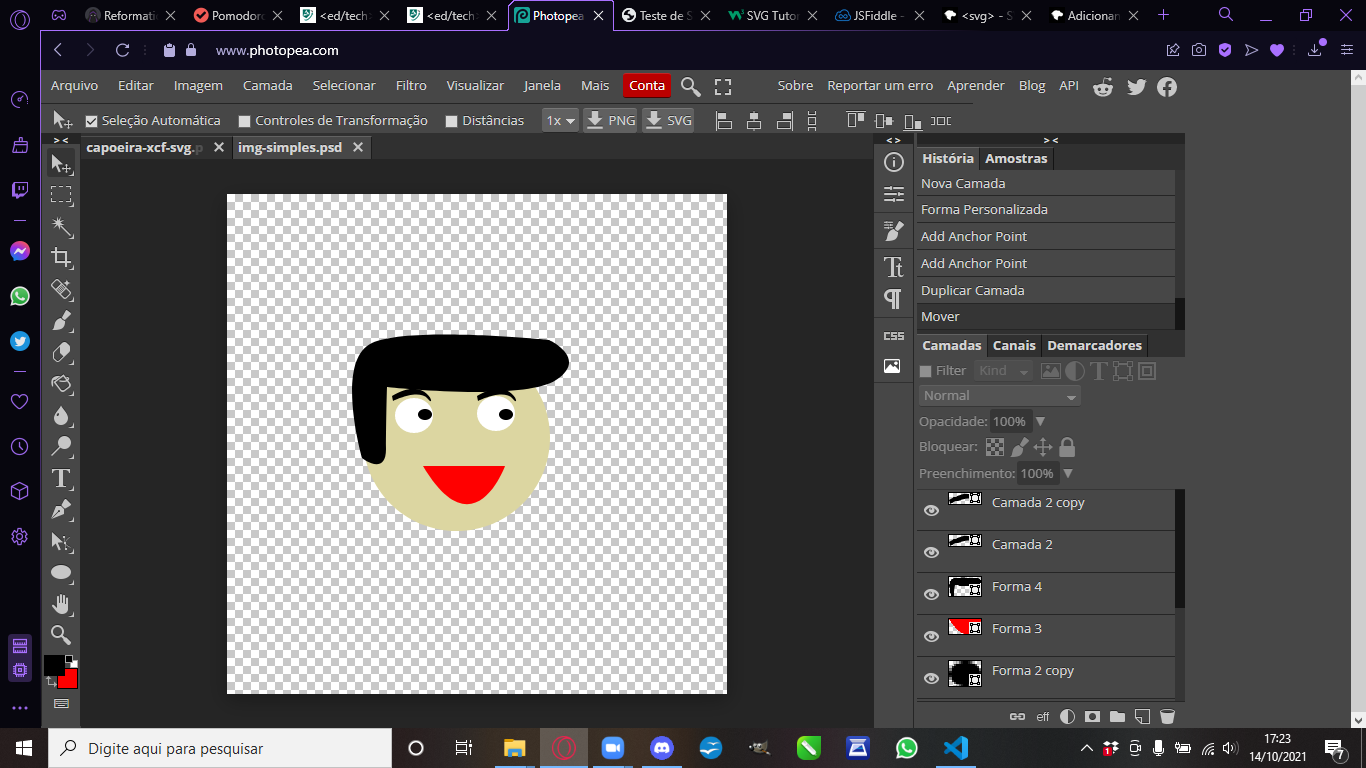 Reformati
Pomodoro
<ed/tech>
<ed/tech>
Photopea
Teste de S
SVG Tutor
JSFiddle -
<svg> - S
Adicionan
www.photopea.com
Arquivo Editar Imagem Camada Selecionar Filtro Visualizar Janela Mais Conta Sobre Reportar um erro Aprender Blog API
Seleção Automática Controles de Transformação Distâncias 1x PNG SVG
capoeira-xcf-svg.p
img-simples.psd
História Amostras
Nova Camada
Forma Personalizada
Add Anchor Point
Add Anchor Point
Duplicar Camada
Mover
CSS
Camadas Canais Demarcadores
Filter Kind
Normal
Opacidade: 100%
Bloquear:
Preenchimento: 100%
Camada 2 copy
Camada 2
Forma 4
Forma 3
Forma 2 copy
eff
Digite aqui para pesquisar
17:23
14/10/2021
7